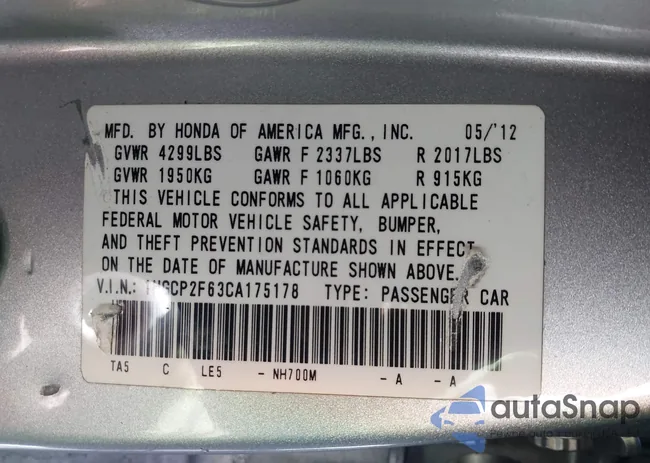 MFD. BY HONDA OF AMERICA MFG., INC. 05/'12
GVWR 4299LBS GAWR F 2337LBS R 2017LBS
GVWR 1950KG GAWR F 1060KG R 915KG
THIS VEHICLE CONFORMS TO ALL APPLICABLE
FEDERAL MOTOR VEHICLE SAFETY, BUMPER,
AND THEFT PREVENTION STANDARDS IN EFFECT
ON THE DATE OF MANUFACTURE SHOWN ABOVE.
V.I.N.: 1HGCP2F63CA175178 TYPE: PASSENGER CAR
TA5 C LE5 - NH700M - A - A
autoSnap